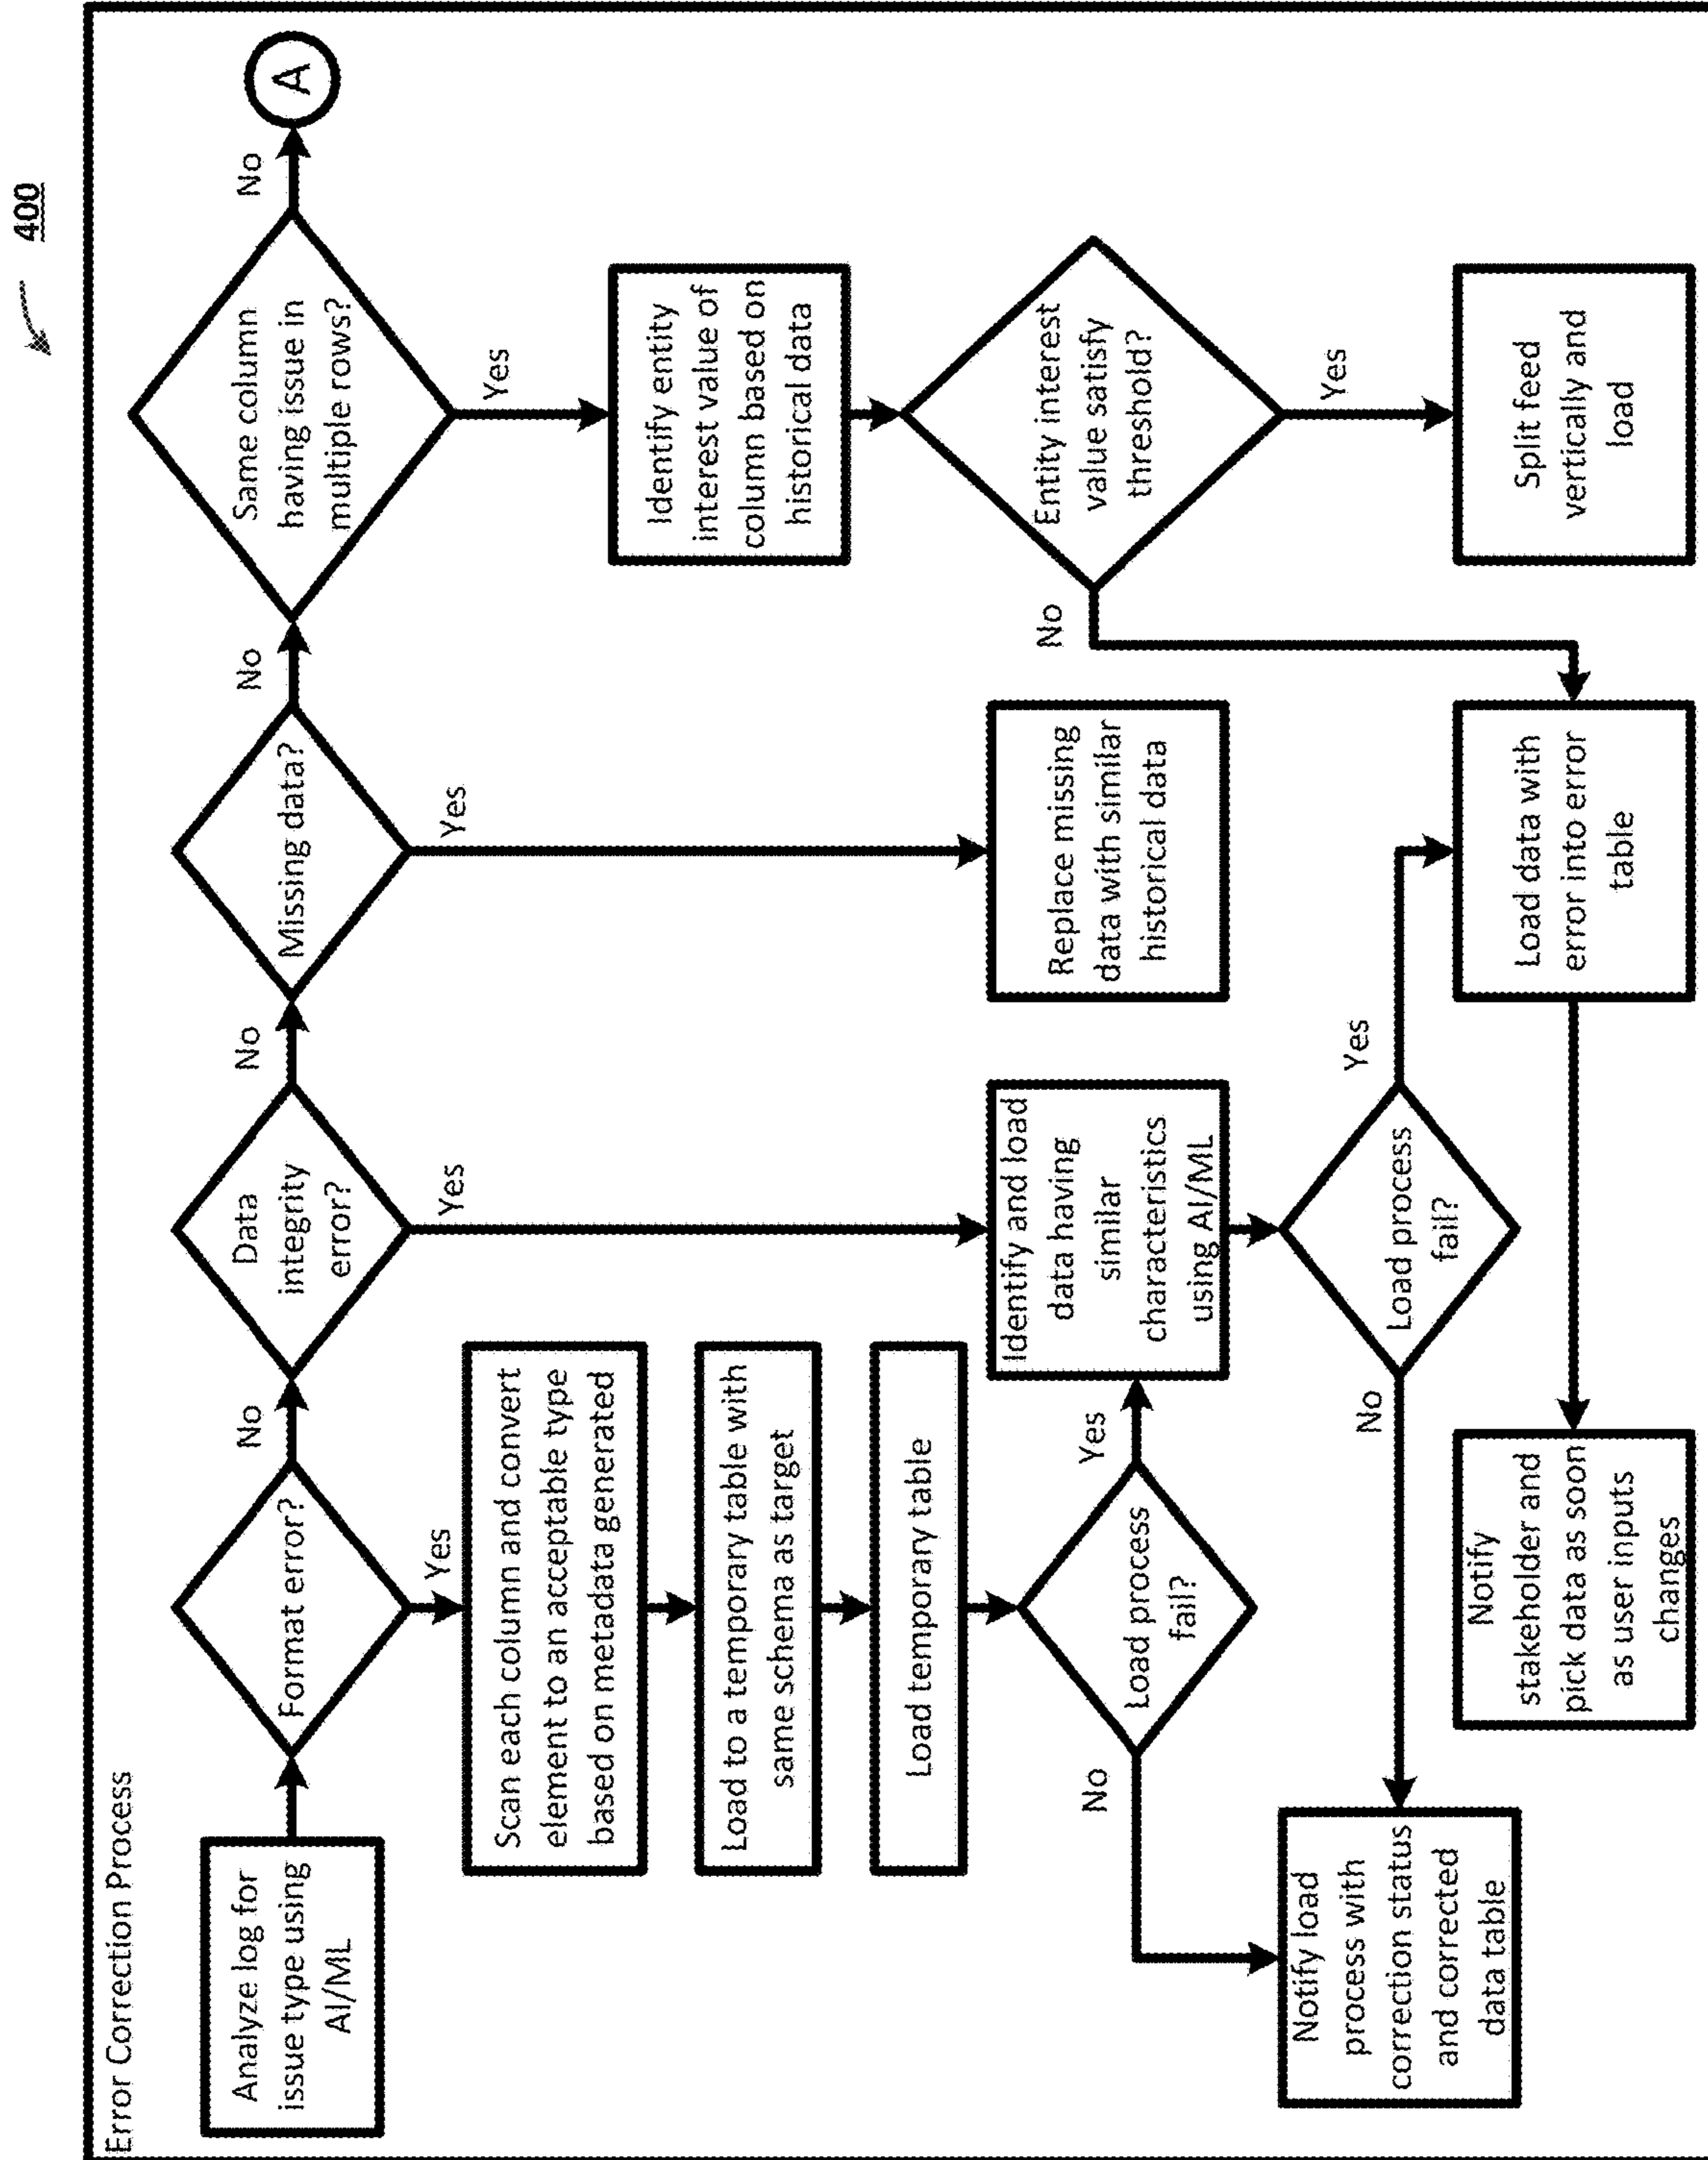 400
Error Correction Process
Analyze log for
issue type using
AI/ML
Format error?
No
Data
integrity
error?
No
Missing data?
No
Same column
having issue in
multiple rows?
No
A
Yes
Scan each column and convert
element to an acceptable type
based on metadata generated
Load to a temporary table with
same schema as target
Load temporary table
Load process
fail?
No
Yes
Yes
Identify and load
data having
similar
characteristics
using AI/ML
Yes
Replace missing
data with similar
historical data
Yes
Identify entity
interest value of
column based on
historical data
Entity interest
value satisfy
threshold?
No
Yes
Load process
fail?
No
Yes
Notify load
process with
correction status
and corrected
data table
Notify
stakeholder and
pick data as soon
as user inputs
changes
Load data with
error into error
table
Split feed
vertically and
load